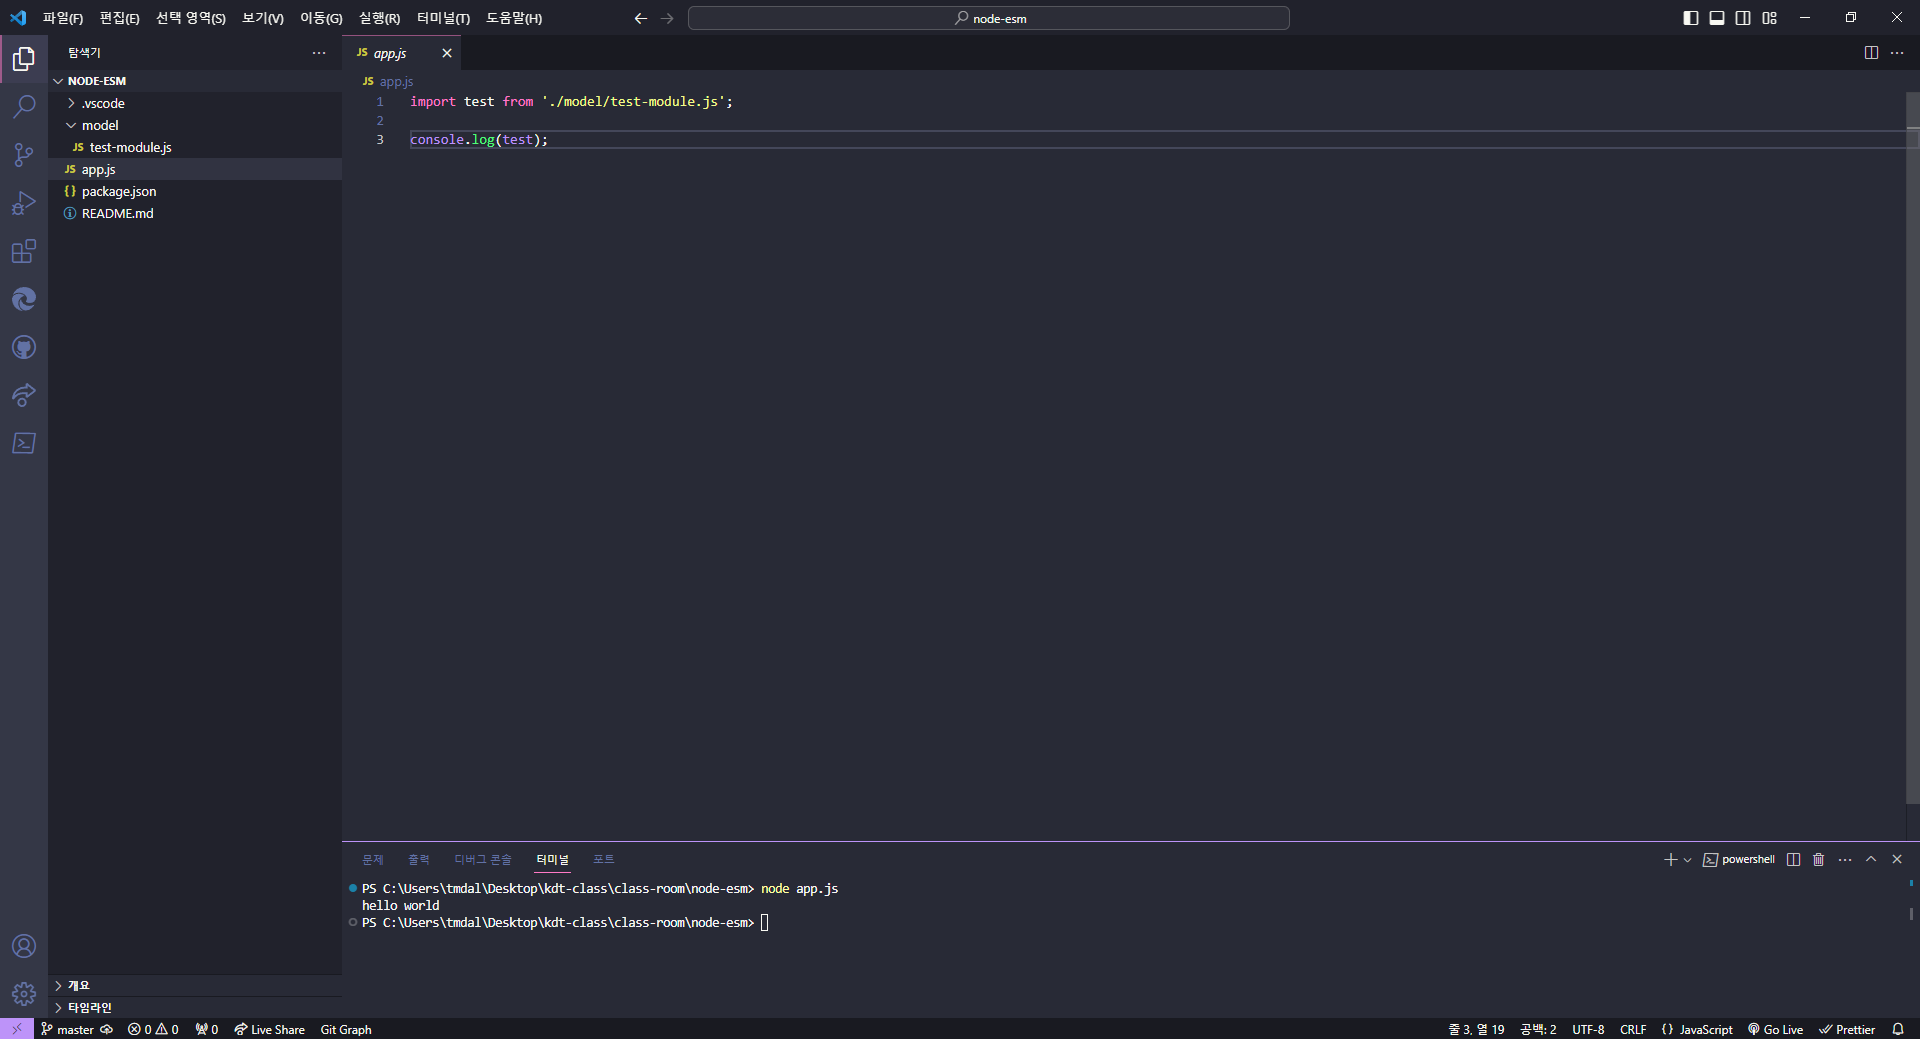 파일(F) 편집(E) 선택 영역(S) 보기(V) 이동(G) 실행(R) 터미널(T) 도움말(H) node-esm
탐색기
NODE-ESM
.vscode
model
JS test-module.js
JS app.js
{} package.json
README.md
개요
타임라인
JS app.js
JS app.js
1 import test from './model/test-module.js';
2
3 console.log(test);
문제 출력 디버그 콘솔 터미널 포트 powershell
PS C:\Users\tmdal\Desktop\kdt-class\class-room\node-esm> node app.js
hello world
PS C:\Users\tmdal\Desktop\kdt-class\class-room\node-esm>
master 0 0 0 Live Share Git Graph 줄 3, 열 19 공백: 2 UTF-8 CRLF {} JavaScript Go Live Prettier